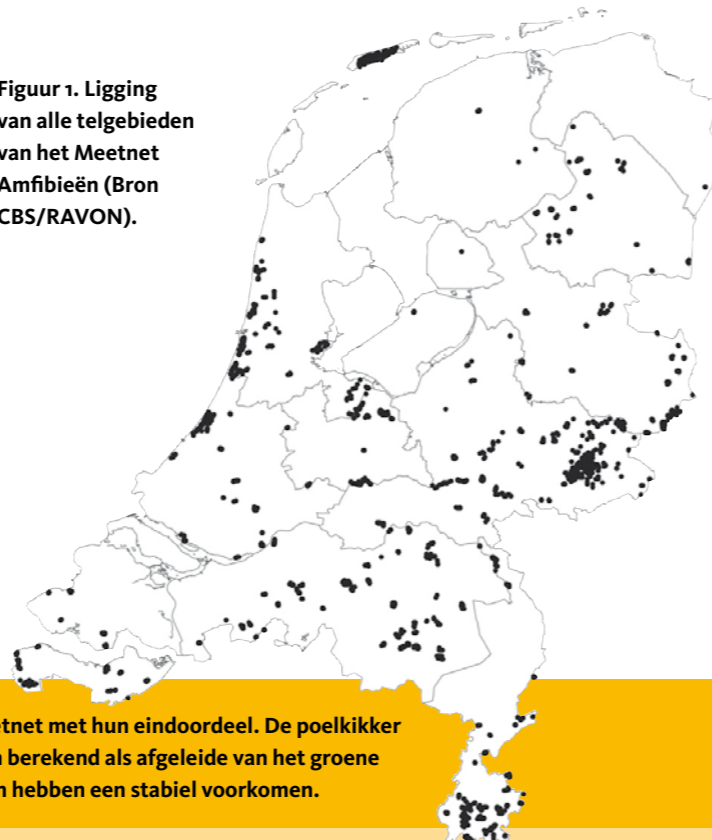 Figuur 1. Ligging
van alle telgebieden
van het Meetnet
Amfibieën (Bron
CBS/RAVON).
etnet met hun eindoordeel. De poelkikker
berekend als afgeleide van het groene
hebben een stabiel voorkomen.